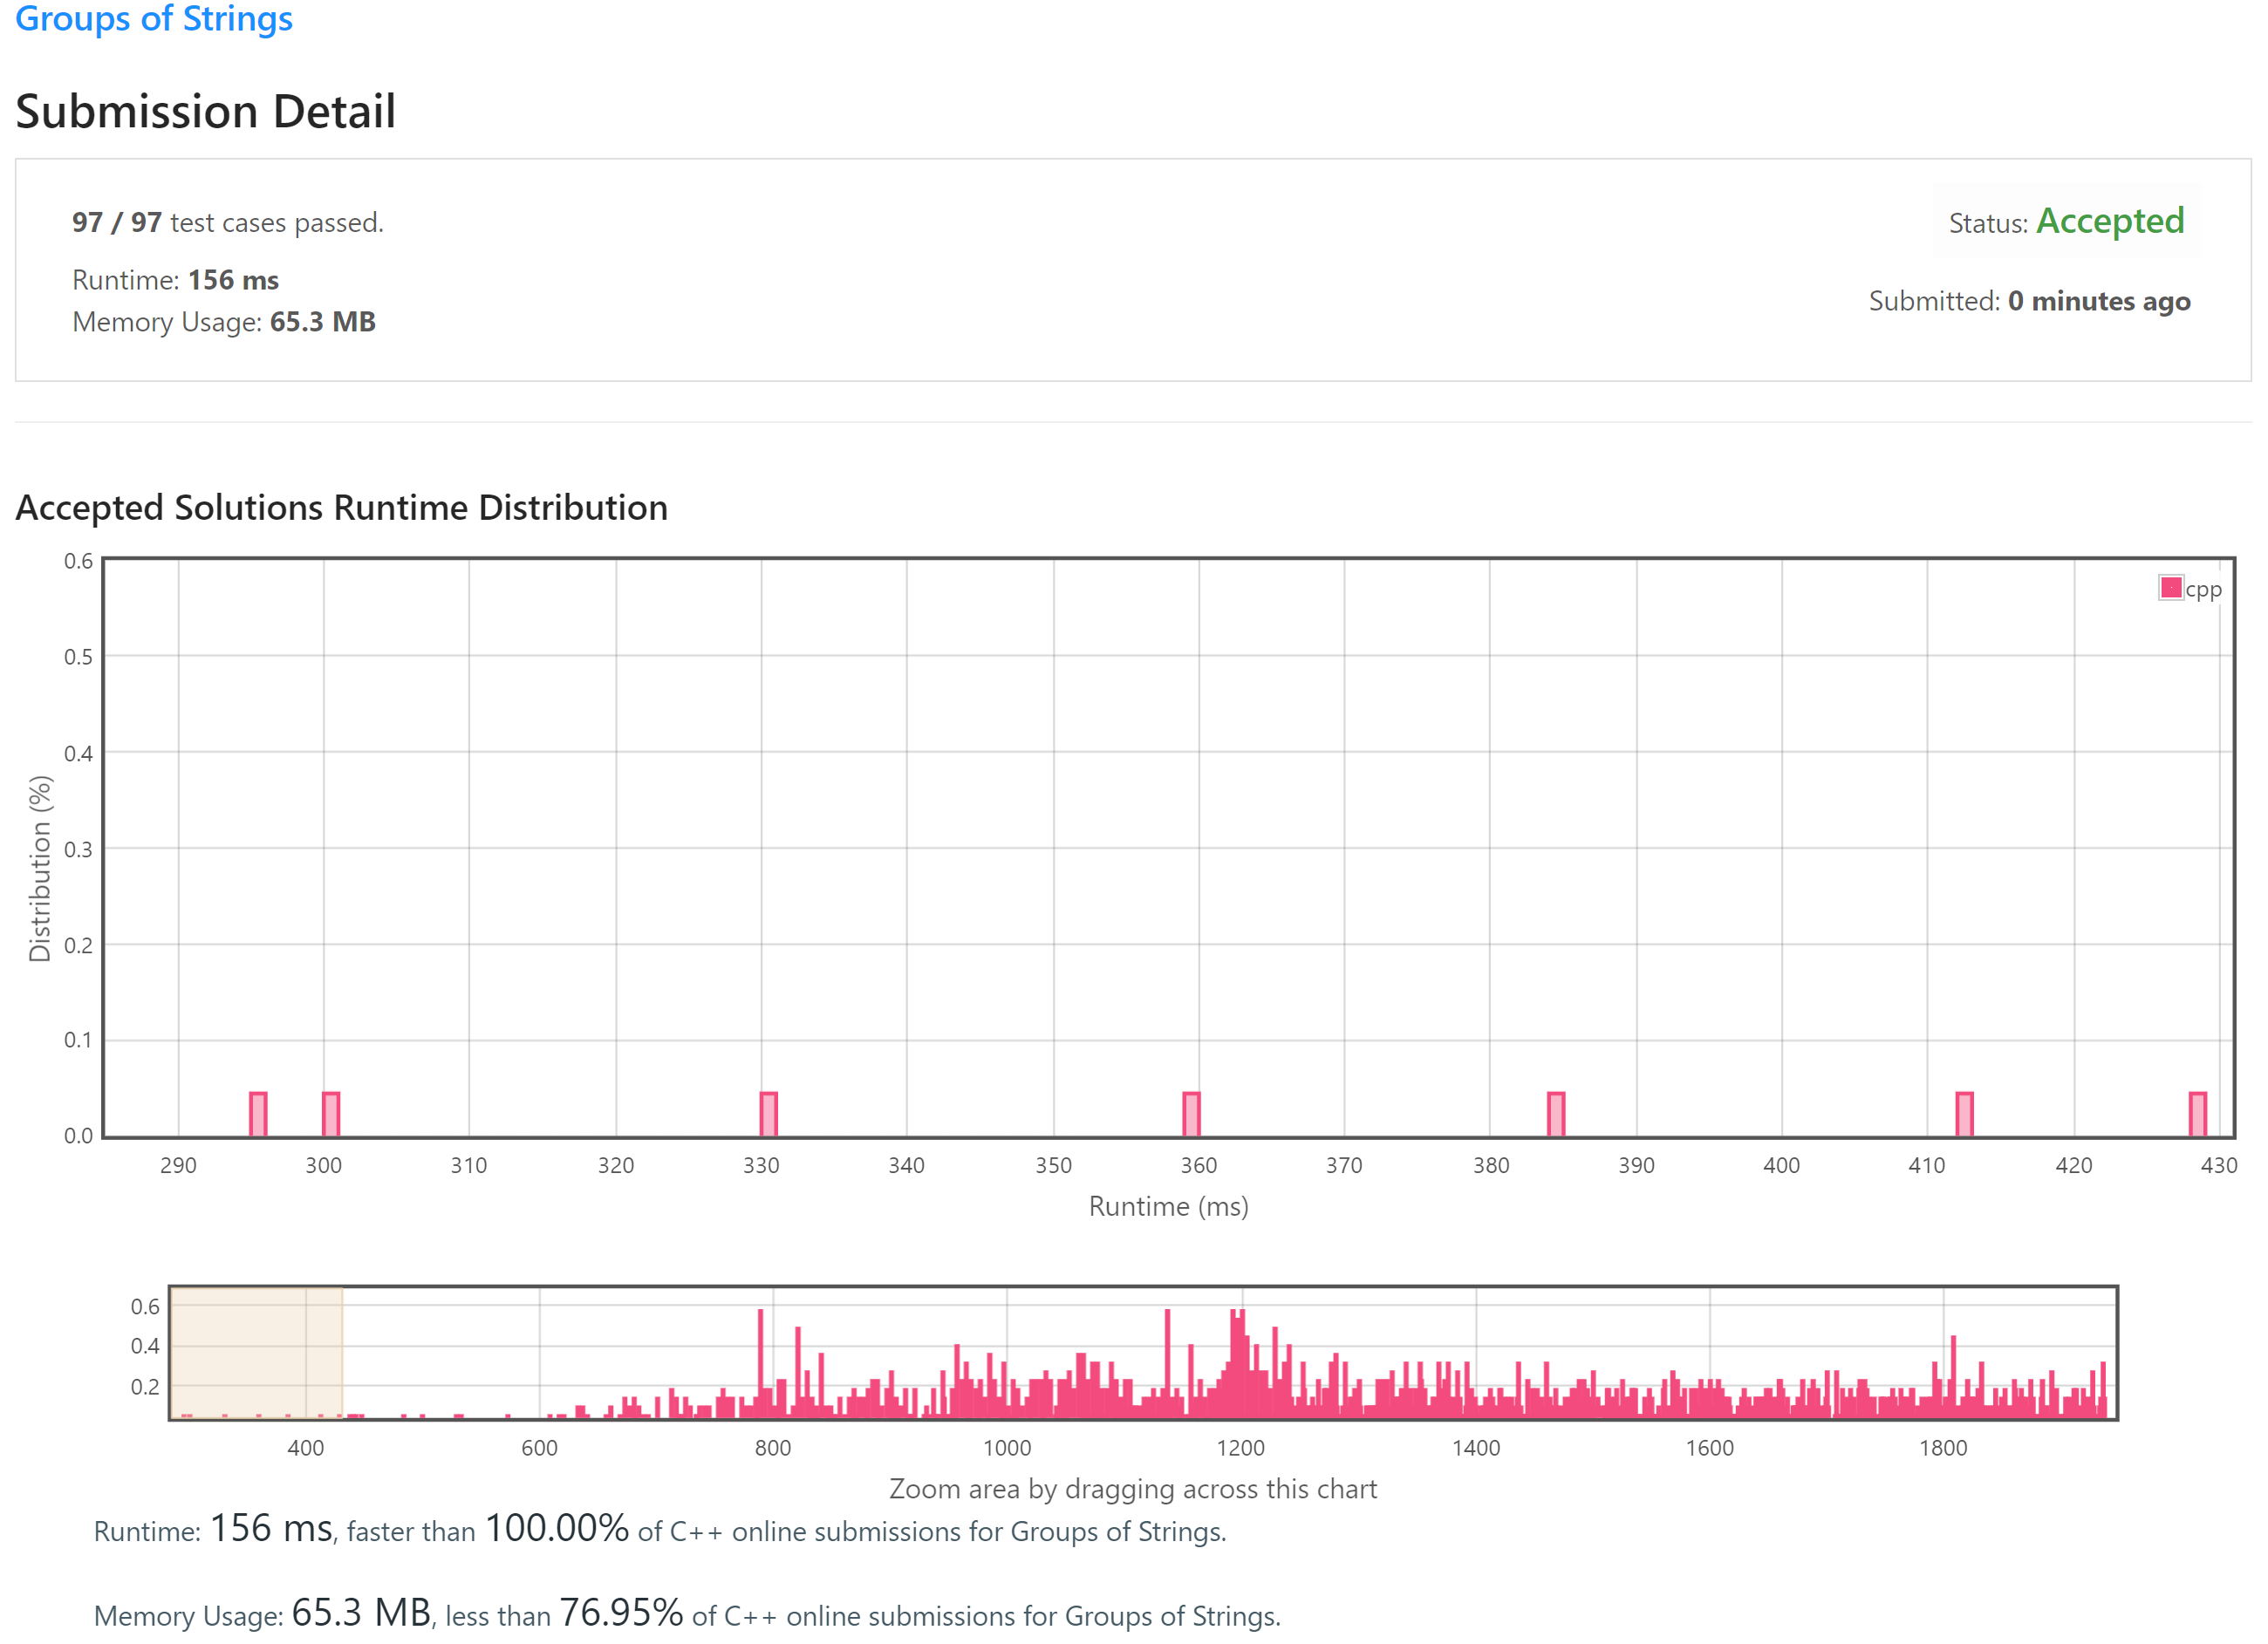 Groups of Strings
Submission Detail
97 / 97 test cases passed.
Status: Accepted
Runtime: 156 ms
Submitted: 0 minutes ago
Memory Usage: 65.3 MB
Accepted Solutions Runtime Distribution
0.6
cpp
0.5
0.4
Distribution (%)
0.3
0.2
0.1
0.0
290 300 310 320 330 340 350 360 370 380 390 400 410 420 430
Runtime (ms)
0.6
0.4
0.2
400 600 800 1000 1200 1400 1600 1800
Zoom area by dragging across this chart
Runtime: 156 ms, faster than 100.00% of C++ online submissions for Groups of Strings.
Memory Usage: 65.3 MB, less than 76.95% of C++ online submissions for Groups of Strings.